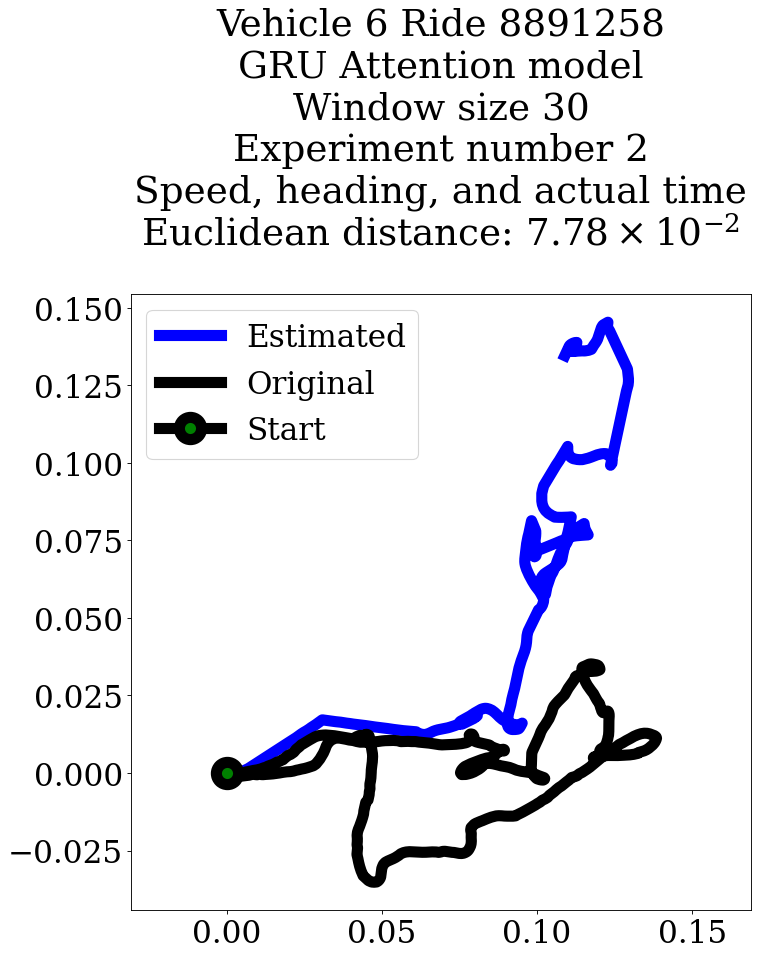 Vehicle 6 Ride 8891258
GRU Attention model
Window size 30
Experiment number 2
Speed, heading, and actual time
Euclidean distance: 7.78 × 10⁻²
Estimated
Original
Start
0.150
0.125
0.100
0.075
0.050
0.025
0.000
−0.025
0.00 0.05 0.10 0.15